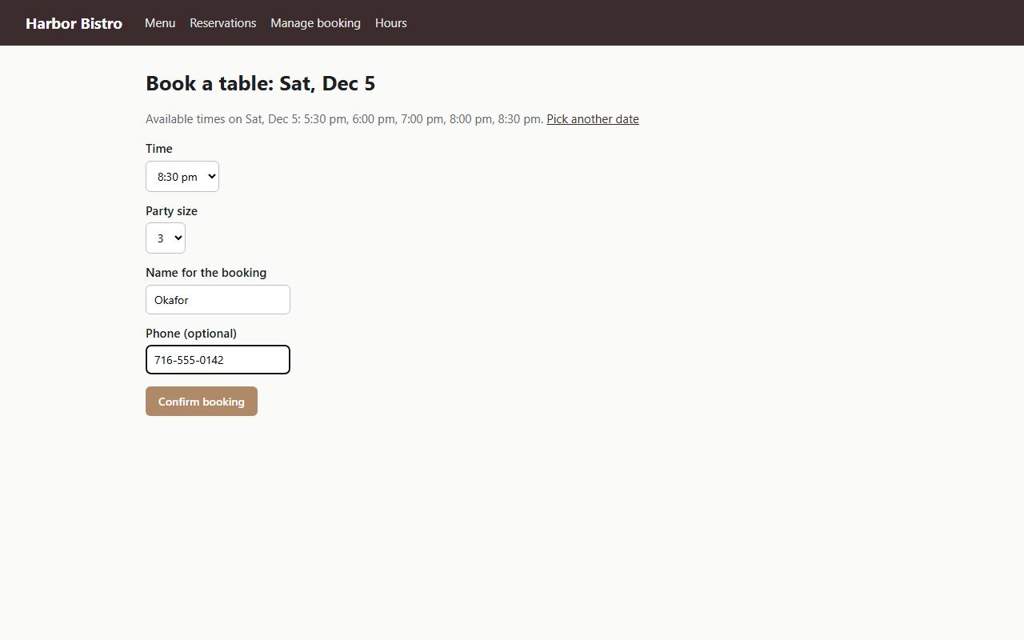 Harbor Bistro Menu Reservations Manage booking Hours
Book a table: Sat, Dec 5
Available times on Sat, Dec 5: 5:30 pm, 6:00 pm, 7:00 pm, 8:00 pm, 8:30 pm. Pick another date
Time
8:30 pm
Party size
3
Name for the booking
Okafor
Phone (optional)
716-555-0142
Confirm booking